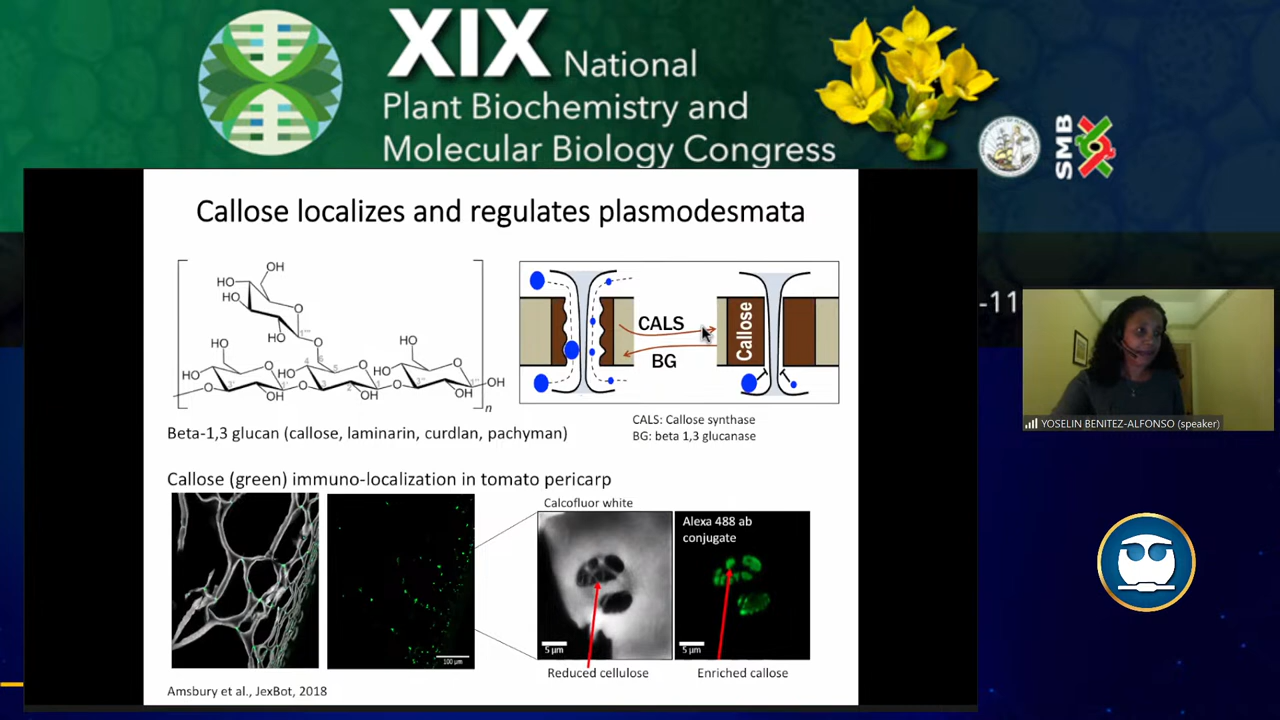 XIX National
Plant Biochemistry and
Molecular Biology Congress
SMB
Callose localizes and regulates plasmodesmata
OH
HO
HO
O
HO
O
OH
HO
HO
HO
HO
O
OH
n
Beta-1,3 glucan (callose, laminarin, curdlan, pachyman)
CALS
BG
Callose
CALS: Callose synthase
BG: beta 1,3 glucanase
-11
YOSELIN BENITEZ-ALFONSO (speaker)
Callose (green) immuno-localization in tomato pericarp
Calcofluor white
Alexa 488 ab
conjugate
100 µm
5 µm
5 µm
Reduced cellulose
Enriched callose
Amsbury et al., JexBot, 2018